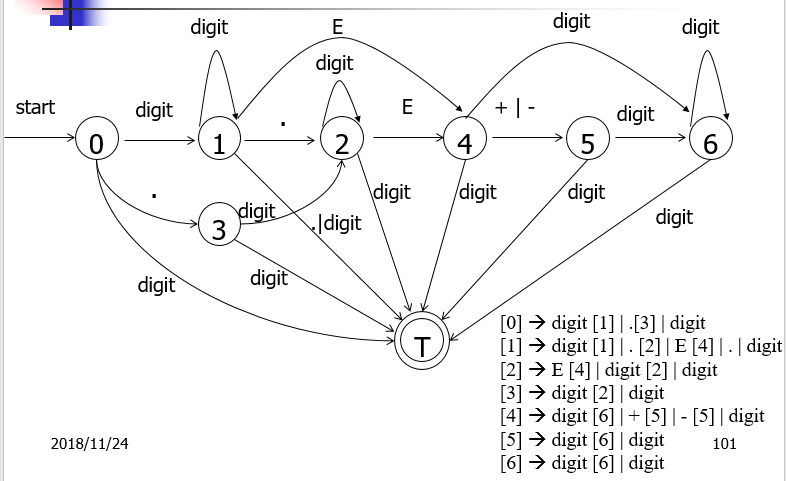 digit
E
digit
digit
digit
start
digit
.
E
+ | -
digit
0
1
2
4
5
6
.
digit
digit
digit
digit
3
.|digit
digit
digit
digit
T
[0] → digit [1] | .[3] | digit
[1] → digit [1] | . [2] | E [4] | . | digit
[2] → E [4] | digit [2] | digit
[3] → digit [2] | digit
[4] → digit [6] | + [5] | - [5] | digit
[5] → digit [6] | digit
[6] → digit [6] | digit
2018/11/24
101